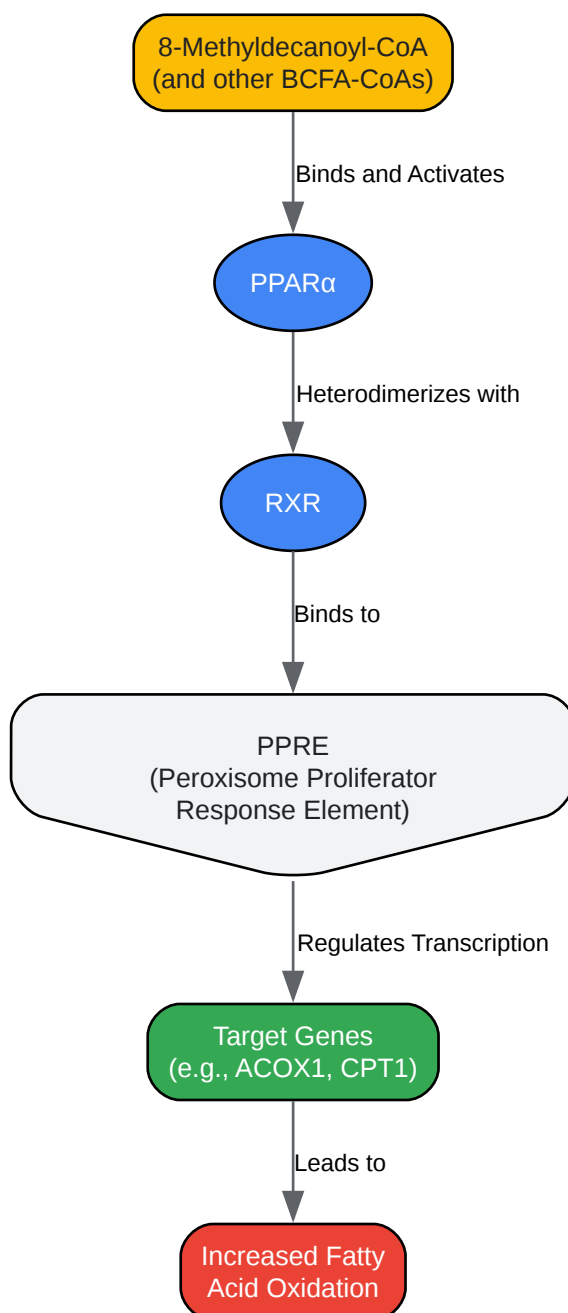 8-Methyldecanoyl-CoA
(and other BCFA-CoAs)
Binds and Activates
PPARα
Heterodimerizes with
RXR
Binds to
PPRE
(Peroxisome Proliferator
Response Element)
Regulates Transcription
Target Genes
(e.g., ACOX1, CPT1)
Leads to
Increased Fatty
Acid Oxidation